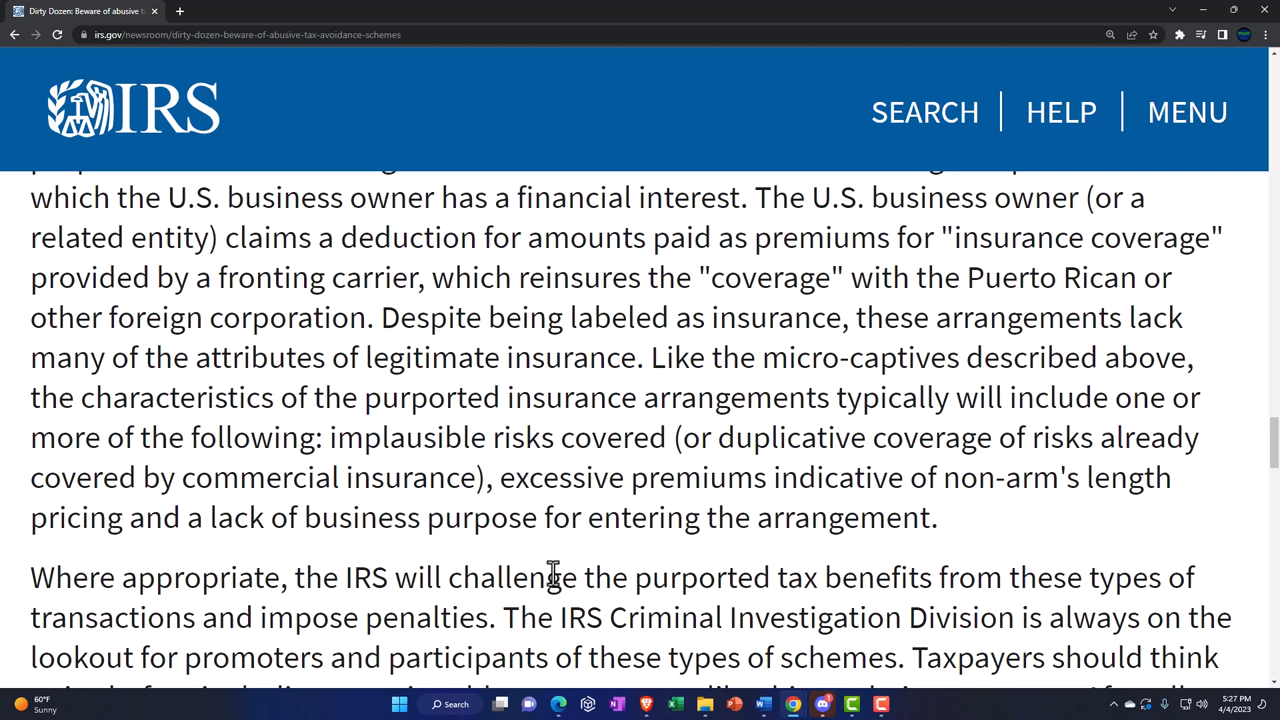 Dirty Dozen: Beware of abusive t
irs.gov/newsroom/dirty-dozen-beware-of-abusive-tax-avoidance-schemes
IRS
SEARCH
HELP
MENU
which the U.S. business owner has a financial interest. The U.S. business owner (or a
related entity) claims a deduction for amounts paid as premiums for "insurance coverage"
provided by a fronting carrier, which reinsures the "coverage" with the Puerto Rican or
other foreign corporation. Despite being labeled as insurance, these arrangements lack
many of the attributes of legitimate insurance. Like the micro-captives described above,
the characteristics of the purported insurance arrangements typically will include one or
more of the following: implausible risks covered (or duplicative coverage of risks already
covered by commercial insurance), excessive premiums indicative of non-arm's length
pricing and a lack of business purpose for entering the arrangement.
Where appropriate, the IRS will challenge the purported tax benefits from these types of
transactions and impose penalties. The IRS Criminal Investigation Division is always on the
lookout for promoters and participants of these types of schemes. Taxpayers should think
60°F
Sunny
Search
5:27 PM
4/4/2023